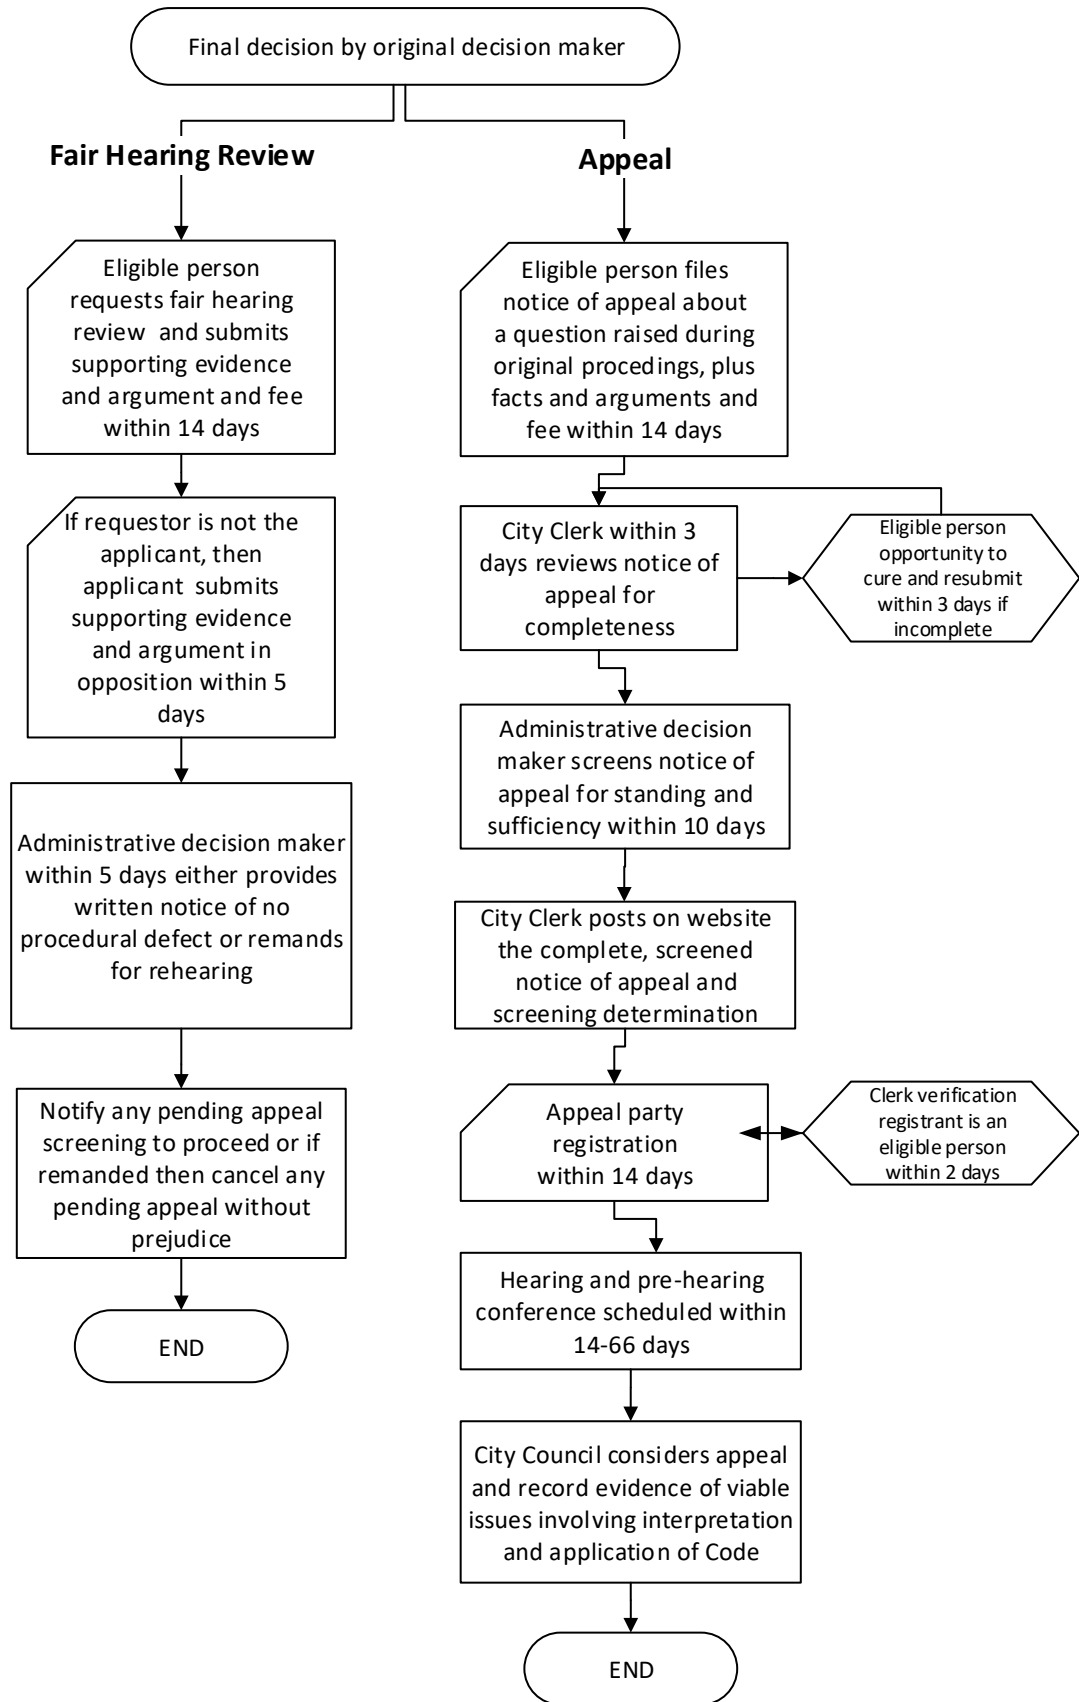 Final decision by original decision maker
Fair Hearing Review
Eligible person
requests fair hearing
review and submits
supporting evidence
and argument and fee
within 14 days
If requestor is not the
applicant, then
applicant submits
supporting evidence
and argument in
opposition within 5
days
Administrative decision maker
within 5 days either provides
written notice of no
procedural defect or remands
for rehearing
Notify any pending appeal
screening to proceed or if
remanded then cancel any
pending appeal without
prejudice
END
Appeal
Eligible person files
notice of appeal about
a question raised during
original procedings, plus
facts and arguments and
fee within 14 days
City Clerk within 3
days reviews notice of
appeal for
completeness
Eligible person
opportunity to
cure and resubmit
within 3 days if
incomplete
Administrative decision
maker screens notice of
appeal for standing and
sufficiency within 10 days
City Clerk posts on website
the complete, screened
notice of appeal and
screening determination
Appeal party
registration
within 14 days
Clerk verification
registrant is an
eligible person
within 2 days
Hearing and pre-hearing
conference scheduled within
14-66 days
City Council considers appeal
and record evidence of viable
issues involving interpretation
and application of Code
END